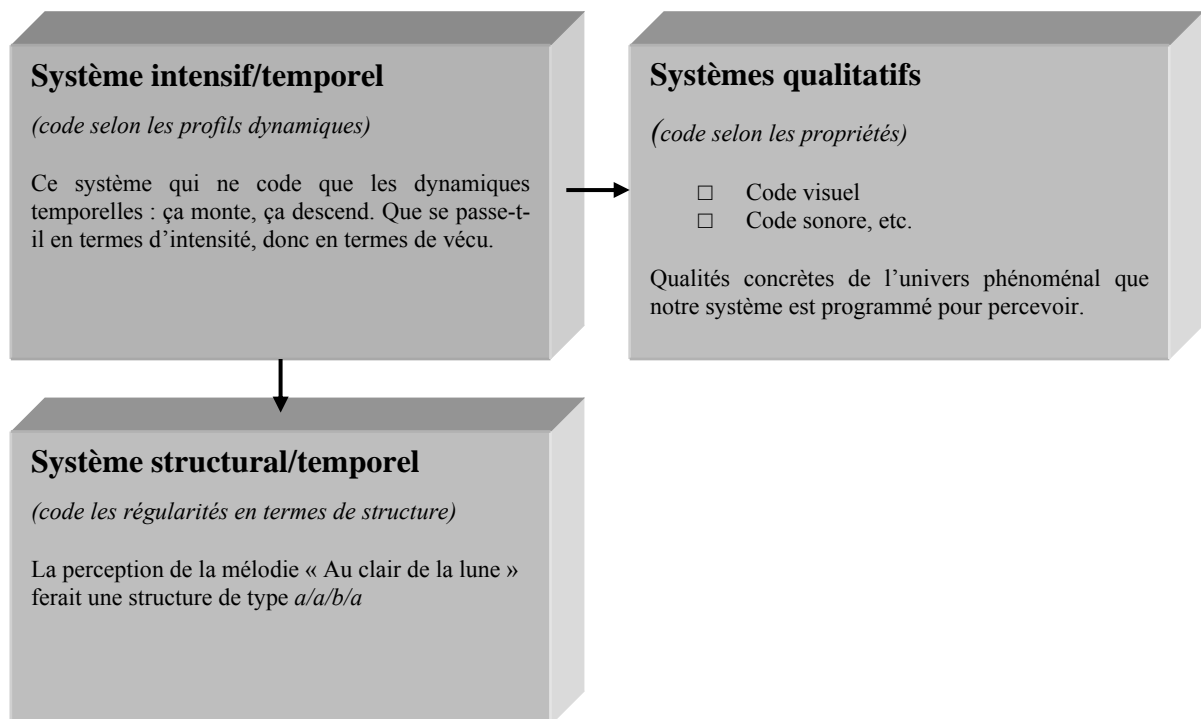 Système intensif/temporel
(code selon les profils dynamiques)
Ce système qui ne code que les dynamiques
temporelles : ça monte, ça descend. Que se passe-t-
il en termes d’intensité, donc en termes de vécu.
Systèmes qualitatifs
(code selon les propriétés)
□ Code visuel
□ Code sonore, etc.
Qualités concrètes de l’univers phénoménal que
notre système est programmé pour percevoir.
Système structural/temporel
(code les régularités en termes de structure)
La perception de la mélodie « Au clair de la lune »
ferait une structure de type a/a/b/a